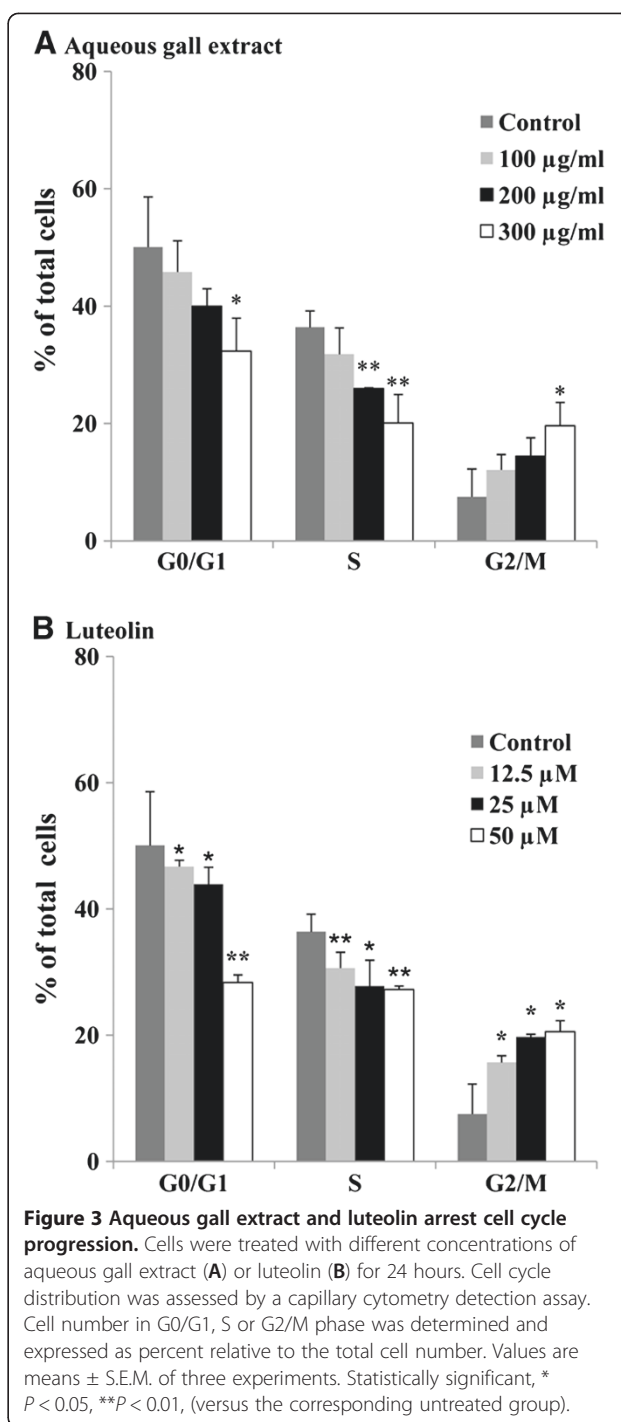 A Aqueous gall extract
80
60
40
20
0
% of total cells
Control
100 µg/ml
200 µg/ml
300 µg/ml
*
** **
*
G0/G1 S G2/M
B Luteolin
80
60
40
20
0
% of total cells
Control
12.5 µM
25 µM
50 µM
* * **
** * **
* * *
G0/G1 S G2/M
Figure 3 Aqueous gall extract and luteolin arrest cell cycle
progression. Cells were treated with different concentrations of
aqueous gall extract (A) or luteolin (B) for 24 hours. Cell cycle
distribution was assessed by a capillary cytometry detection assay.
Cell number in G0/G1, S or G2/M phase was determined and
expressed as percent relative to the total cell number. Values are
means ± S.E.M. of three experiments. Statistically significant, *
P < 0.05, **P < 0.01, (versus the corresponding untreated group).